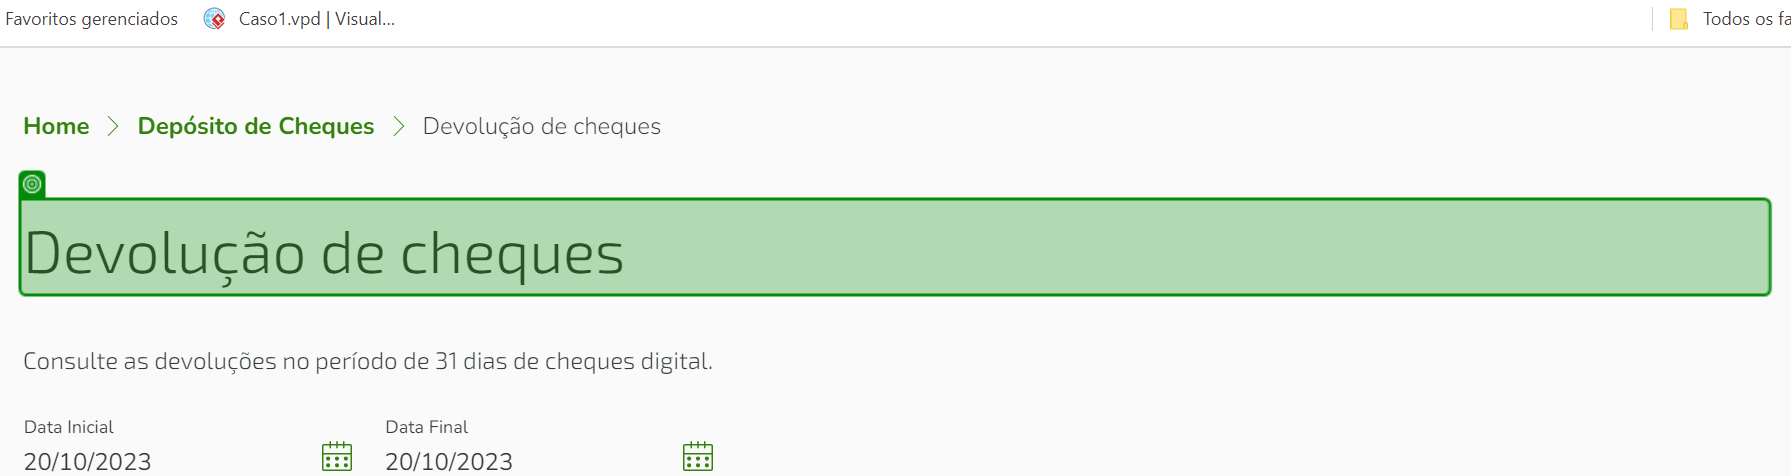 Favoritos gerenciados Caso1.vpd | Visual... Todos os fa
Home Depósito de Cheques Devolução de cheques
Devolução de cheques
Consulte as devoluções no período de 31 dias de cheques digital.
Data Inicial Data Final
20/10/2023 20/10/2023